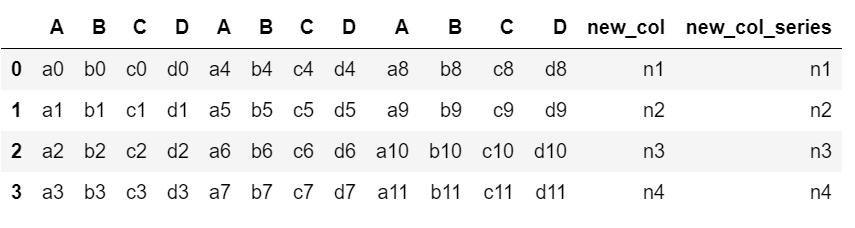 A B C D A B C D A B C D new_col new_col_series
0 a0 b0 c0 d0 a4 b4 c4 d4 a8 b8 c8 d8 n1 n1
1 a1 b1 c1 d1 a5 b5 c5 d5 a9 b9 c9 d9 n2 n2
2 a2 b2 c2 d2 a6 b6 c6 d6 a10 b10 c10 d10 n3 n3
3 a3 b3 c3 d3 a7 b7 c7 d7 a11 b11 c11 d11 n4 n4